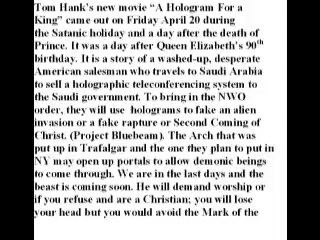 Tom Hank's new movie “A Hologram For a
King” came out on Friday April 20 during
the Satanic holiday and a day after the death of
Prince. It was a day after Queen Elizabeth's 90th
birthday. It is a story of a washed-up, desperate
American salesman who travels to Saudi Arabia
to sell a holographic teleconferencing system to
the Saudi government. To bring in the NWO
order, they will use holograms to fake an alien
invasion or a fake rapture or Second Coming of
Christ. (Project Bluebeam). The Arch that was
put up in Trafalgar and the one they plan to put in
NY may open up portals to allow demonic beings
to come through. We are in the last days and the
beast is coming soon. He will demand worship or
if you refuse and are a Christian; you will lose
your head but you would avoid the Mark of the